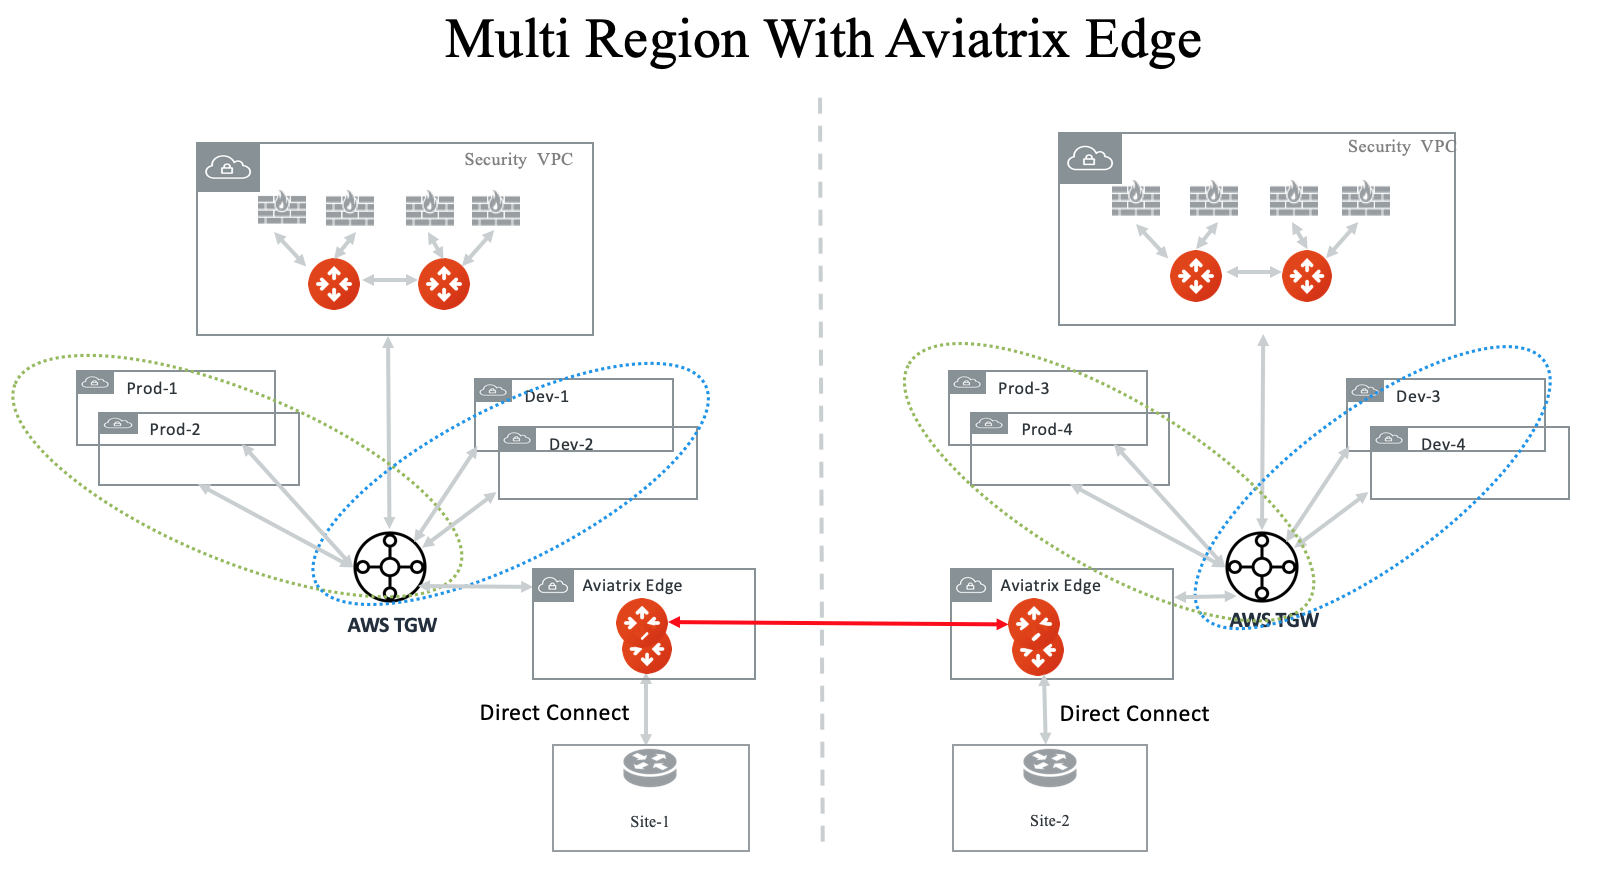 Multi Region With Aviatrix Edge
Security VPC
Prod-1
Prod-2
Dev-1
Dev-2
AWS TGW
Aviatrix Edge
Direct Connect
Site-1
Security VPC
Prod-3
Prod-4
Dev-3
Dev-4
AWS TGW
Aviatrix Edge
Direct Connect
Site-2